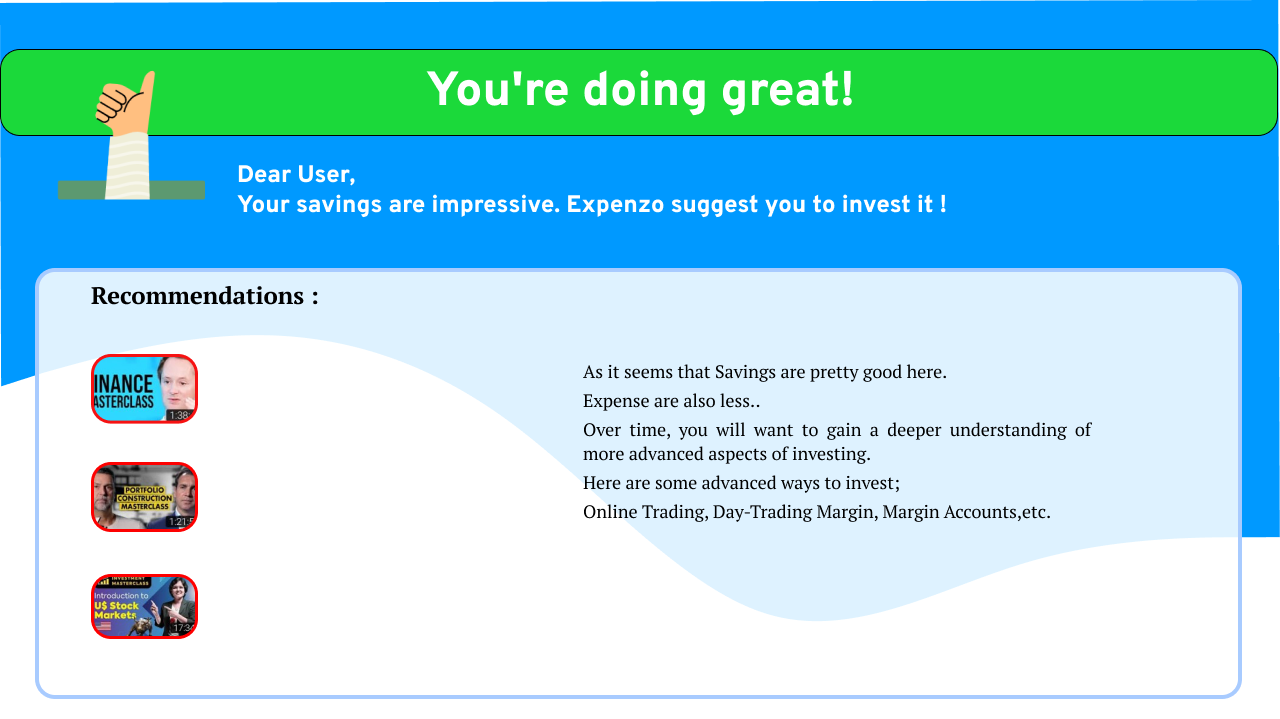 You're doing great!
Dear User,
Your savings are impressive. Expenzo suggest you to invest it !
Recommendations :
INANCE
ASTERCLASS
1:38:
As it seems that Savings are pretty good here.
Expense are also less..
Over time, you will want to gain a deeper understanding of
more advanced aspects of investing.
Here are some advanced ways to invest;
Online Trading, Day-Trading Margin, Margin Accounts,etc.
PORTFOLIO
CONSTRUCTION
MASTERCLASS
1:21:5
INVESTMENT
MASTERCLASS
Introduction to
U$ Stock
Markets
17:34